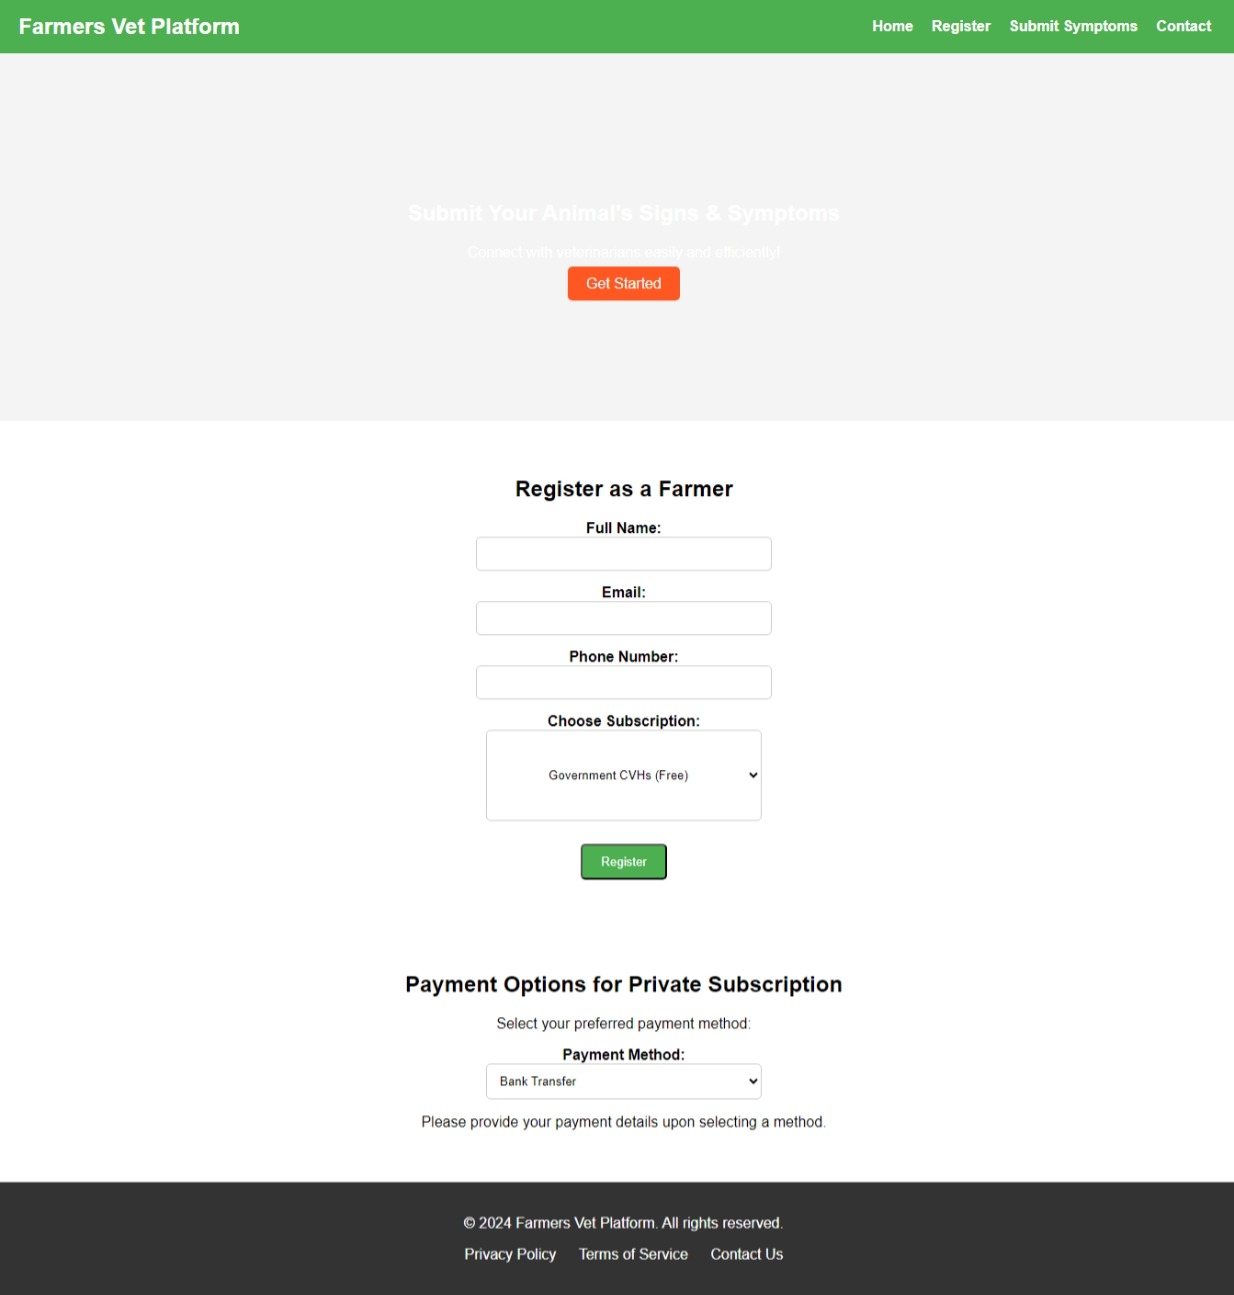 Farmers Vet Platform
Home Register Submit Symptoms Contact
Submit Your Animal's Signs & Symptoms
Connect with veterinarians easily and efficiently!
Get Started
Register as a Farmer
Full Name:
Email:
Phone Number:
Choose Subscription:
Government CVHs (Free)
Register
Payment Options for Private Subscription
Select your preferred payment method:
Payment Method:
Bank Transfer
Please provide your payment details upon selecting a method.
© 2024 Farmers Vet Platform. All rights reserved.
Privacy Policy Terms of Service Contact Us